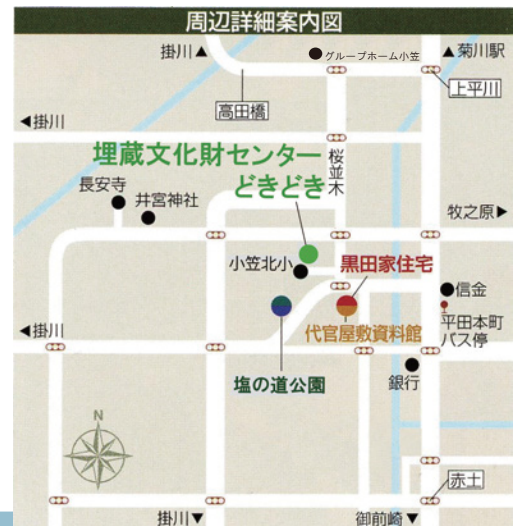 周辺詳細案内図
掛川▲
グループホーム小笠
▲菊川駅
上平川
高田橋
◀掛川
埋蔵文化財センター
どきどき
桜並木
長安寺
井宮神社
牧之原▶
小笠北小
黒田家住宅
信金
代官屋敷資料館
平田本町
バス停
◀掛川
塩の道公園
銀行
N
赤土
掛川▼
御前崎▼